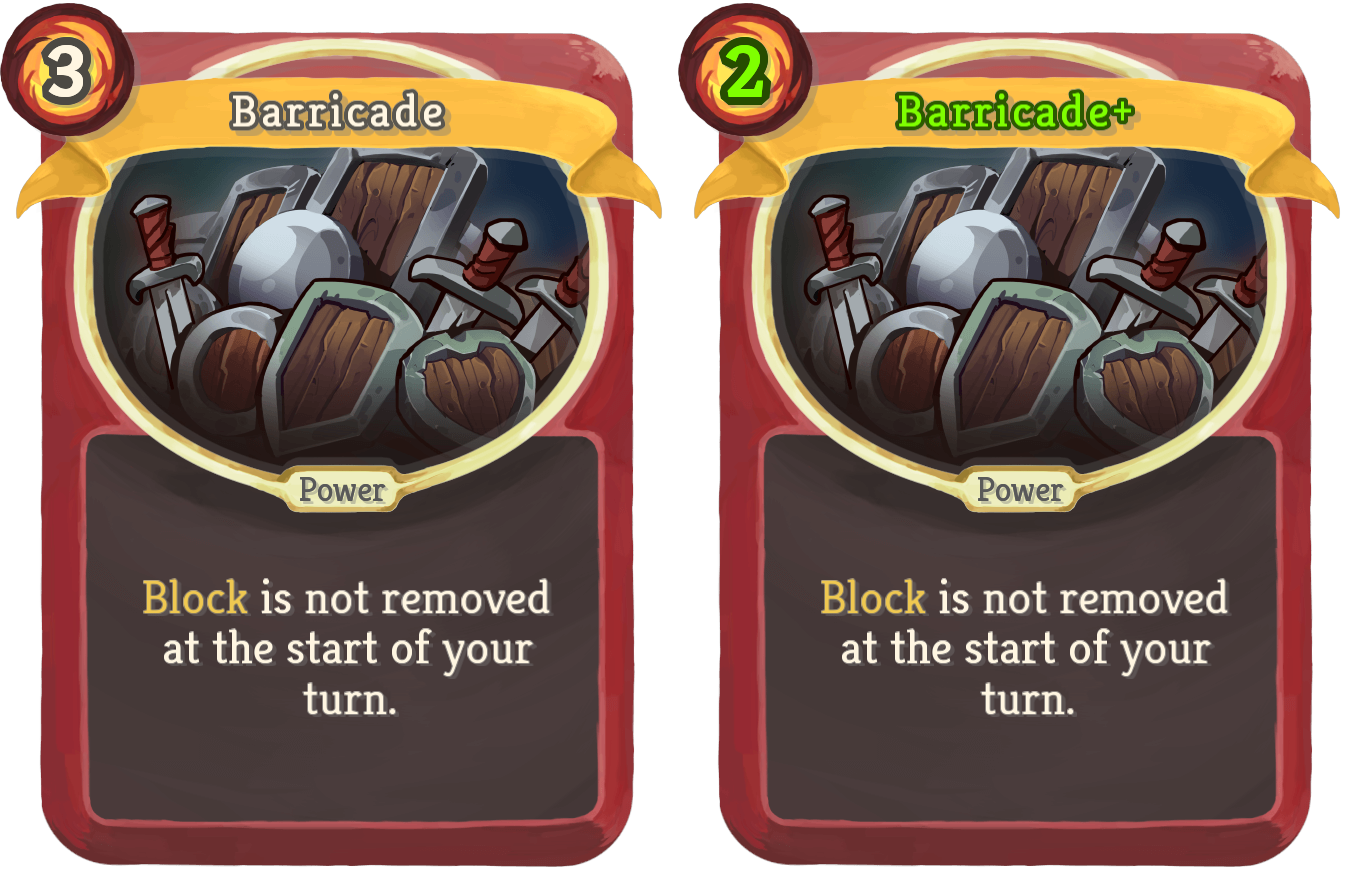 3
Barricade
Power
Block is not removed
at the start of your
turn.
2
Barricade+
Power
Block is not removed
at the start of your
turn.